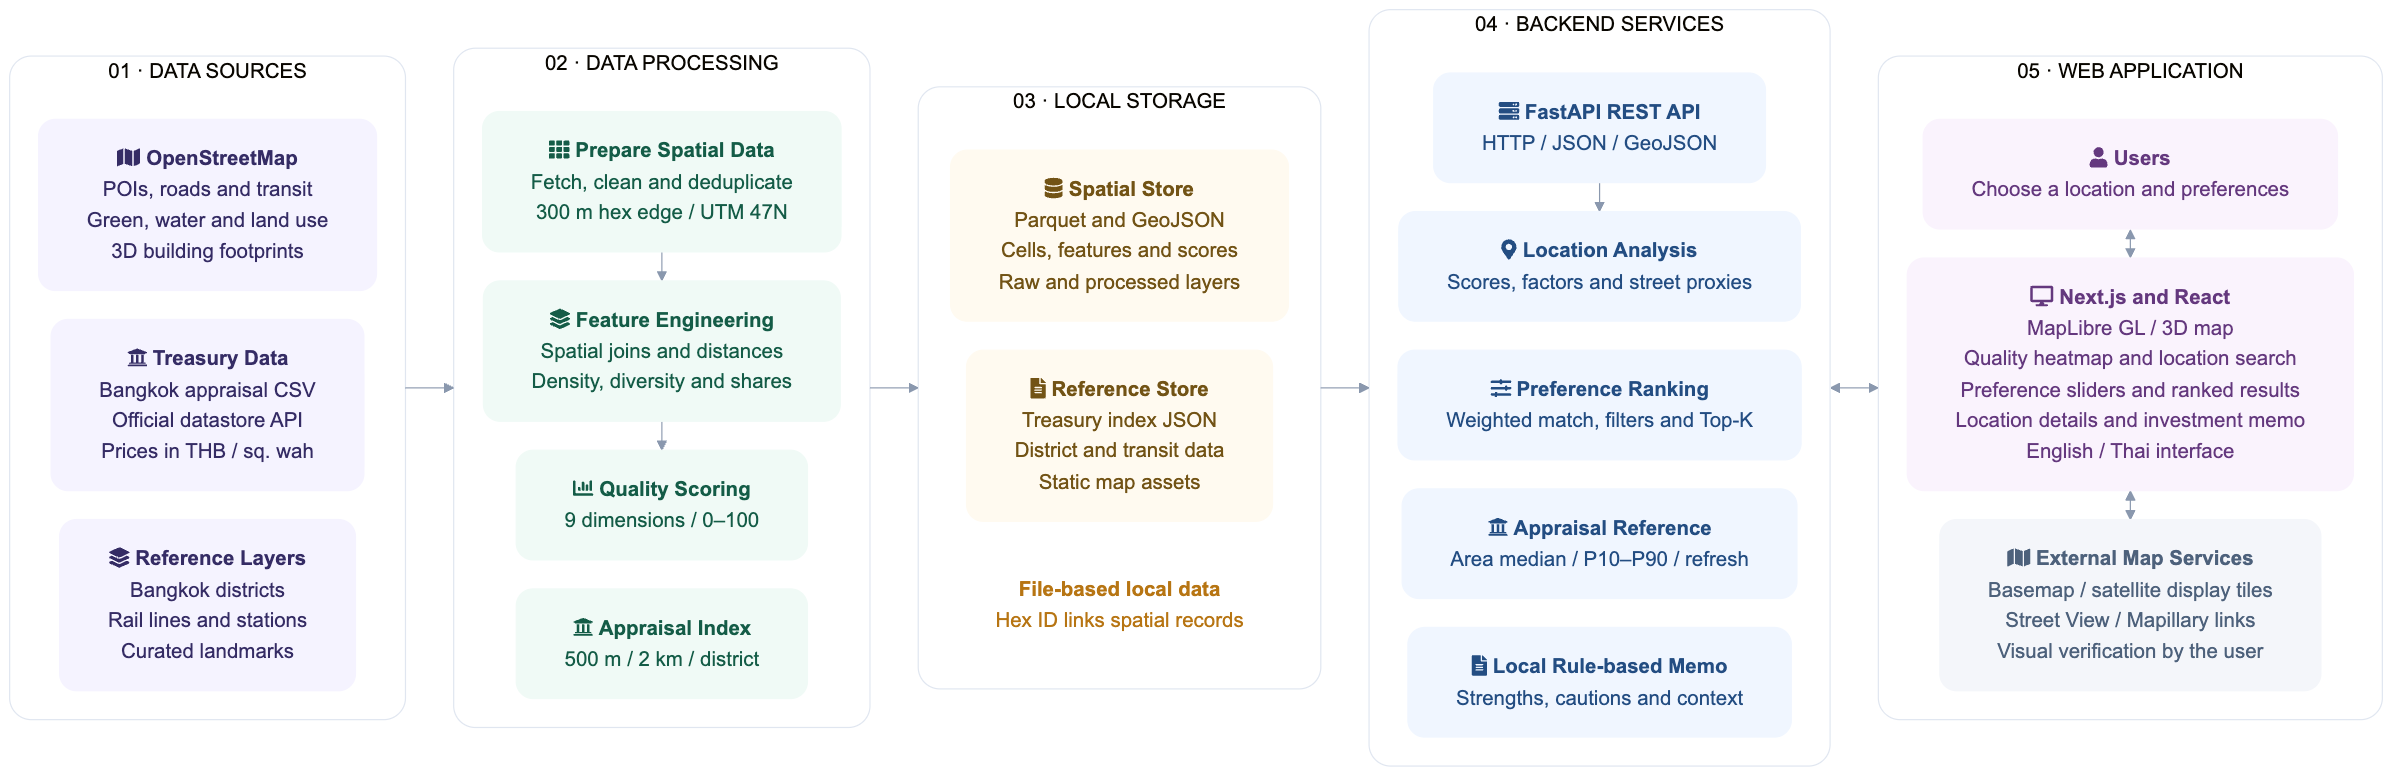 01 · DATA SOURCES
OpenStreetMap
POIs, roads and transit
Green, water and land use
3D building footprints
Treasury Data
Bangkok appraisal CSV
Official datastore API
Prices in THB / sq. wah
Reference Layers
Bangkok districts
Rail lines and stations
Curated landmarks
02 · DATA PROCESSING
Prepare Spatial Data
Fetch, clean and deduplicate
300 m hex edge / UTM 47N
Feature Engineering
Spatial joins and distances
Density, diversity and shares
Quality Scoring
9 dimensions / 0–100
Appraisal Index
500 m / 2 km / district
03 · LOCAL STORAGE
Spatial Store
Parquet and GeoJSON
Cells, features and scores
Raw and processed layers
Reference Store
Treasury index JSON
District and transit data
Static map assets
File-based local data
Hex ID links spatial records
04 · BACKEND SERVICES
FastAPI REST API
HTTP / JSON / GeoJSON
Location Analysis
Scores, factors and street proxies
Preference Ranking
Weighted match, filters and Top-K
Appraisal Reference
Area median / P10–P90 / refresh
Local Rule-based Memo
Strengths, cautions and context
05 · WEB APPLICATION
Users
Choose a location and preferences
Next.js and React
MapLibre GL / 3D map
Quality heatmap and location search
Preference sliders and ranked results
Location details and investment memo
English / Thai interface
External Map Services
Basemap / satellite display tiles
Street View / Mapillary links
Visual verification by the user